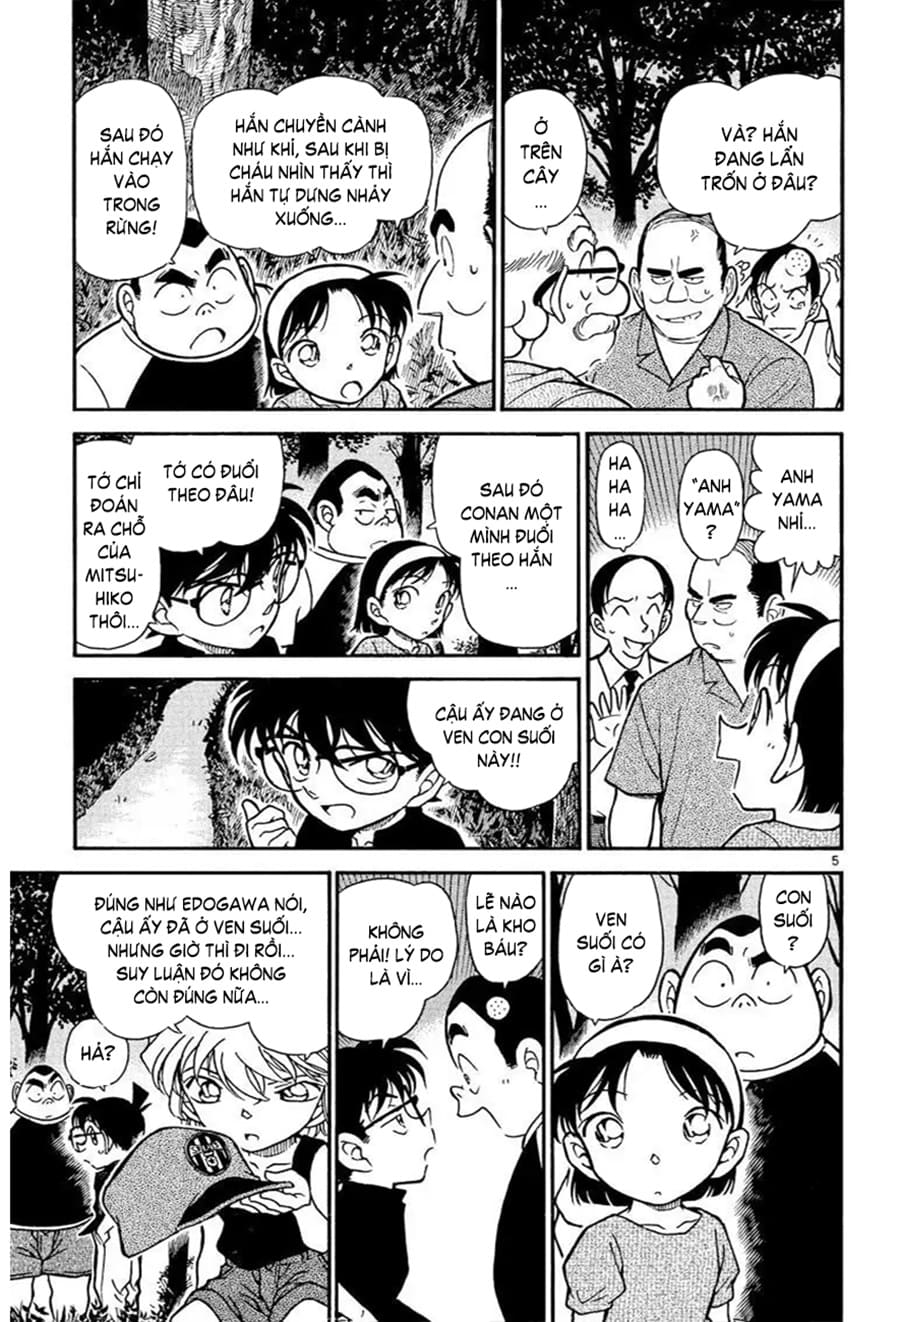 VÀ? HẮN
ĐANG LẨN
TRỐN Ở ĐÂU?
Ở
TRÊN
CÂY
...
HẮN CHUYỀN CÀNH
NHƯ KHỈ, SAU KHI BỊ
CHÁU NHÌN THẤY THÌ
HẮN TỰ DƯNG NHẢY
XUỐNG...
SAU ĐÓ
HẮN CHẠY
VÀO
TRONG
RỪNG!
ANH
YAMA
NHỈ...
"ANH
YAMA"
?
HA
HA
HA
...
SAU ĐÓ
CONAN MỘT
MÌNH ĐUỔI
THEO HẮN
...
TỚ CÓ ĐUỔI
THEO ĐÂU!
TỚ CHỈ
ĐOÁN
RA CHỖ
CỦA
MITSU-
HIKO
THÔI...
CẬU ẤY ĐANG Ở
VEN CON SUỐI
NÀY!!
5
CON
SUỐI
?
VEN
SUỐI CÓ
GÌ À?
LẼ NÀO
LÀ KHO
BÁU?
KHÔNG
PHẢI! LÝ DO
LÀ VÌ...
ĐÚNG NHƯ EDOGAWA NÓI,
CẬU ẤY ĐÃ Ở VEN SUỐI...
NHƯNG GIỜ THÌ ĐI RỒI...
SUY LUẬN ĐÓ KHÔNG
CÒN ĐÚNG NỮA...
HẢ?